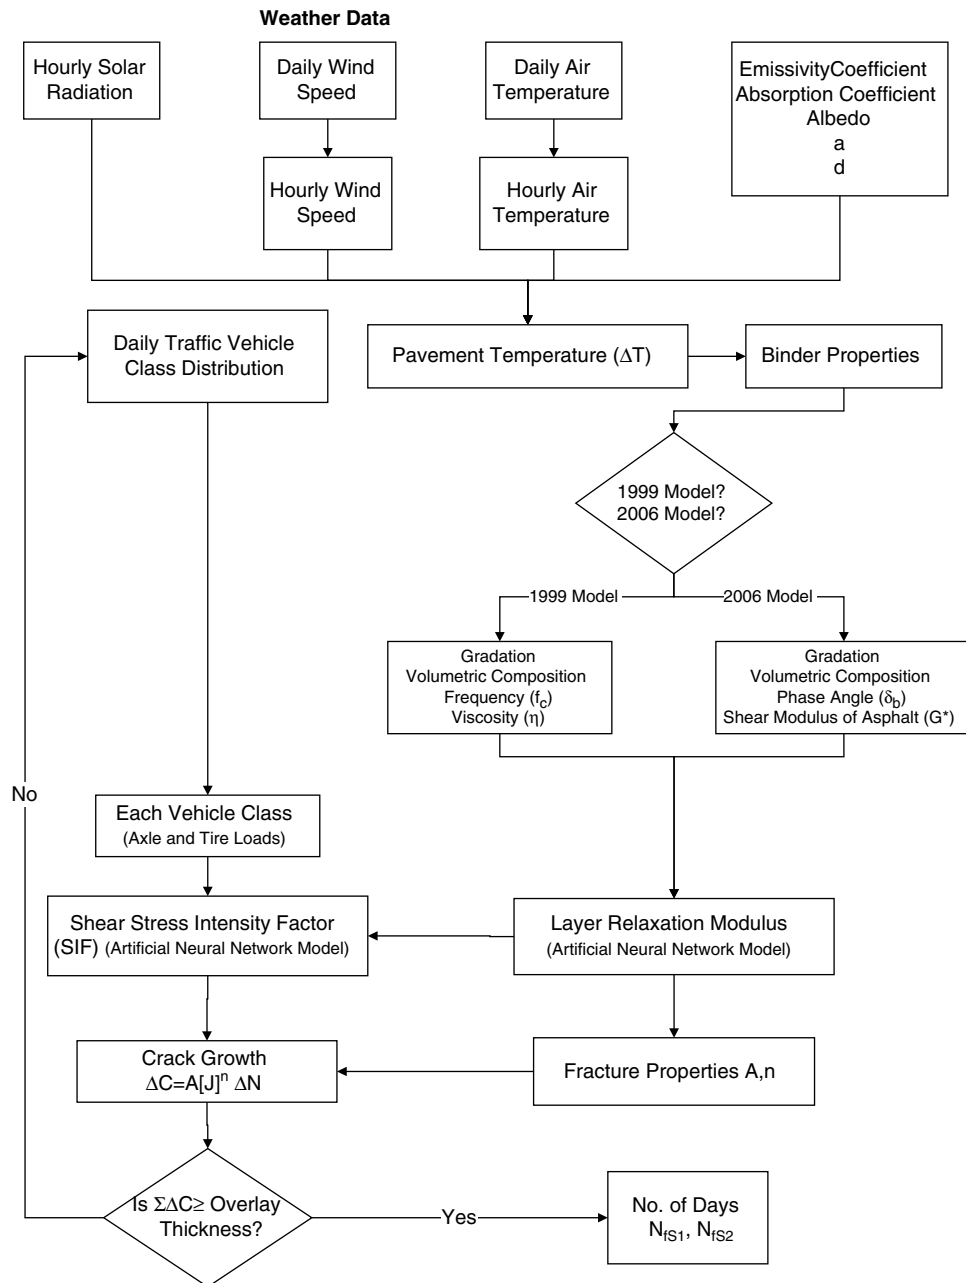 Weather Data
Hourly Solar
Radiation
Daily Wind
Speed
Daily Air
Temperature
EmissivityCoefficient
Absorption Coefficient
Albedo
a
d
Hourly Wind
Speed
Hourly Air
Temperature
Daily Traffic Vehicle
Class Distribution
Pavement Temperature (ΔT)
Binder Properties
1999 Model?
2006 Model?
1999 Model
2006 Model
Gradation
Volumetric Composition
Frequency (f_c)
Viscosity (η)
Gradation
Volumetric Composition
Phase Angle (δ_b)
Shear Modulus of Asphalt (G*)
No
Each Vehicle Class
(Axle and Tire Loads)
Shear Stress Intensity Factor
(SIF) (Artificial Neural Network Model)
Layer Relaxation Modulus
(Artificial Neural Network Model)
Crack Growth
ΔC=A[J]^n ΔN
Fracture Properties A,n
Is ΣΔC≥ Overlay
Thickness?
Yes
No. of Days
N_fS1, N_fS2